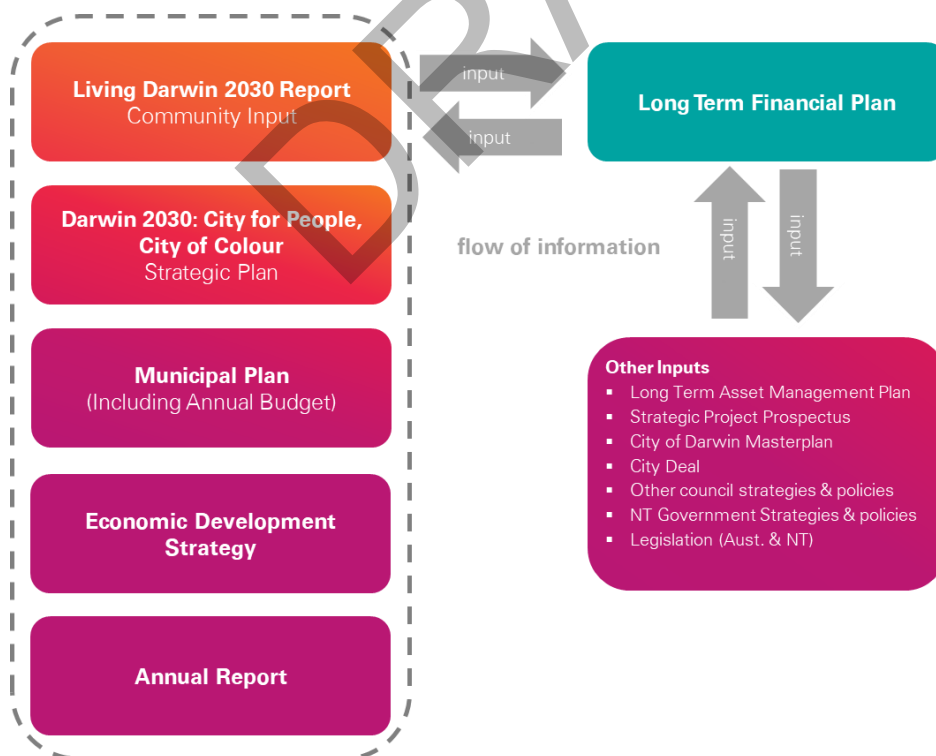 Living Darwin 2030 Report
Community Input
Darwin 2030: City for People,
City of Colour
Strategic Plan
Municipal Plan
(Including Annual Budget)
Economic Development
Strategy
Annual Report
input
input
flow of information
Long Term Financial Plan
input
input
Other Inputs
▪ Long Term Asset Management Plan
▪ Strategic Project Prospectus
▪ City of Darwin Masterplan
▪ City Deal
▪ Other council strategies & policies
▪ NT Government Strategies & policies
▪ Legislation (Aust. & NT)
DRA